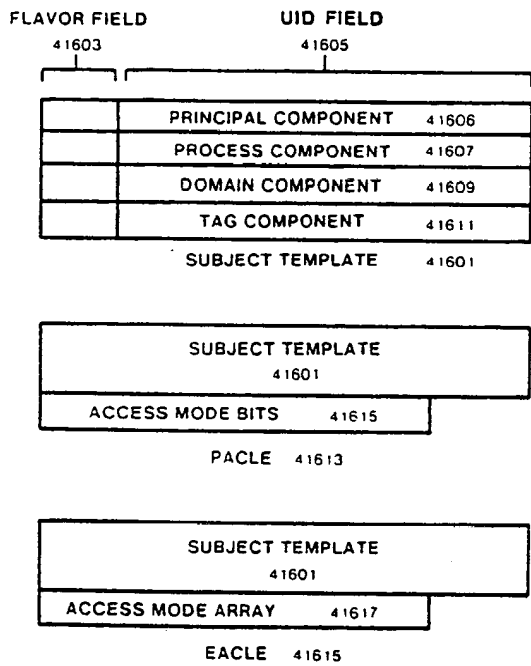 FLAVOR FIELD UID FIELD
41603 41605
PRINCIPAL COMPONENT 41606
PROCESS COMPONENT 41607
DOMAIN COMPONENT 41609
TAG COMPONENT 41611
SUBJECT TEMPLATE 41601
SUBJECT TEMPLATE
41601
ACCESS MODE BITS 41615
PACLE 41613
SUBJECT TEMPLATE
41601
ACCESS MODE ARRAY 41617
EACLE 41615